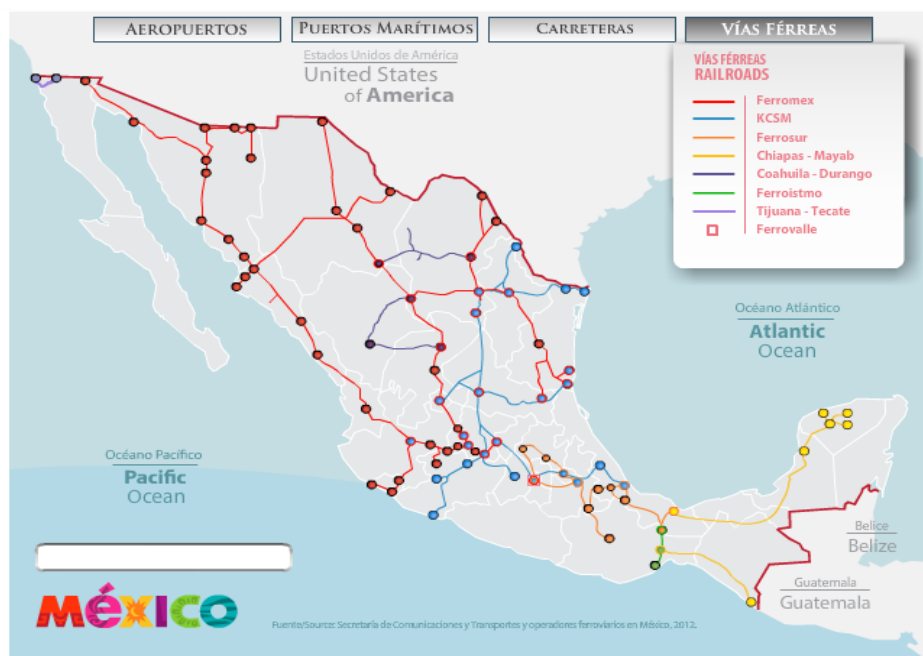 AEROPUERTOS
PUERTOS MARÍTIMOS
CARRETERAS
VÍAS FÉRREAS
Estados Unidos de América
United States
of America
VÍAS FÉRREAS
RAILROADS
Ferromex
KCSM
Ferrosur
Chiapas - Mayab
Coahuila - Durango
Ferroistmo
Tijuana - Tecate
Ferrovalle
Océano Atlántico
Atlantic
Ocean
Océano Pacífico
Pacific
Ocean
Belice
Belize
Guatemala
Guatemala
MéXICO
Fuente/Source: Secretaría de Comunicaciones y Transportes y operadores ferroviarios en México, 2012.